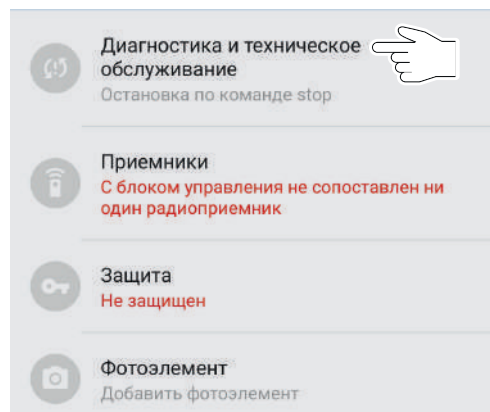 Диагностика и техническое
обслуживание
Остановка по команде stop
Приемники
С блоком управления не сопоставлен ни
один радиоприемник
Защита
Не защищен
Фотоэлемент
Добавить фотоэлемент